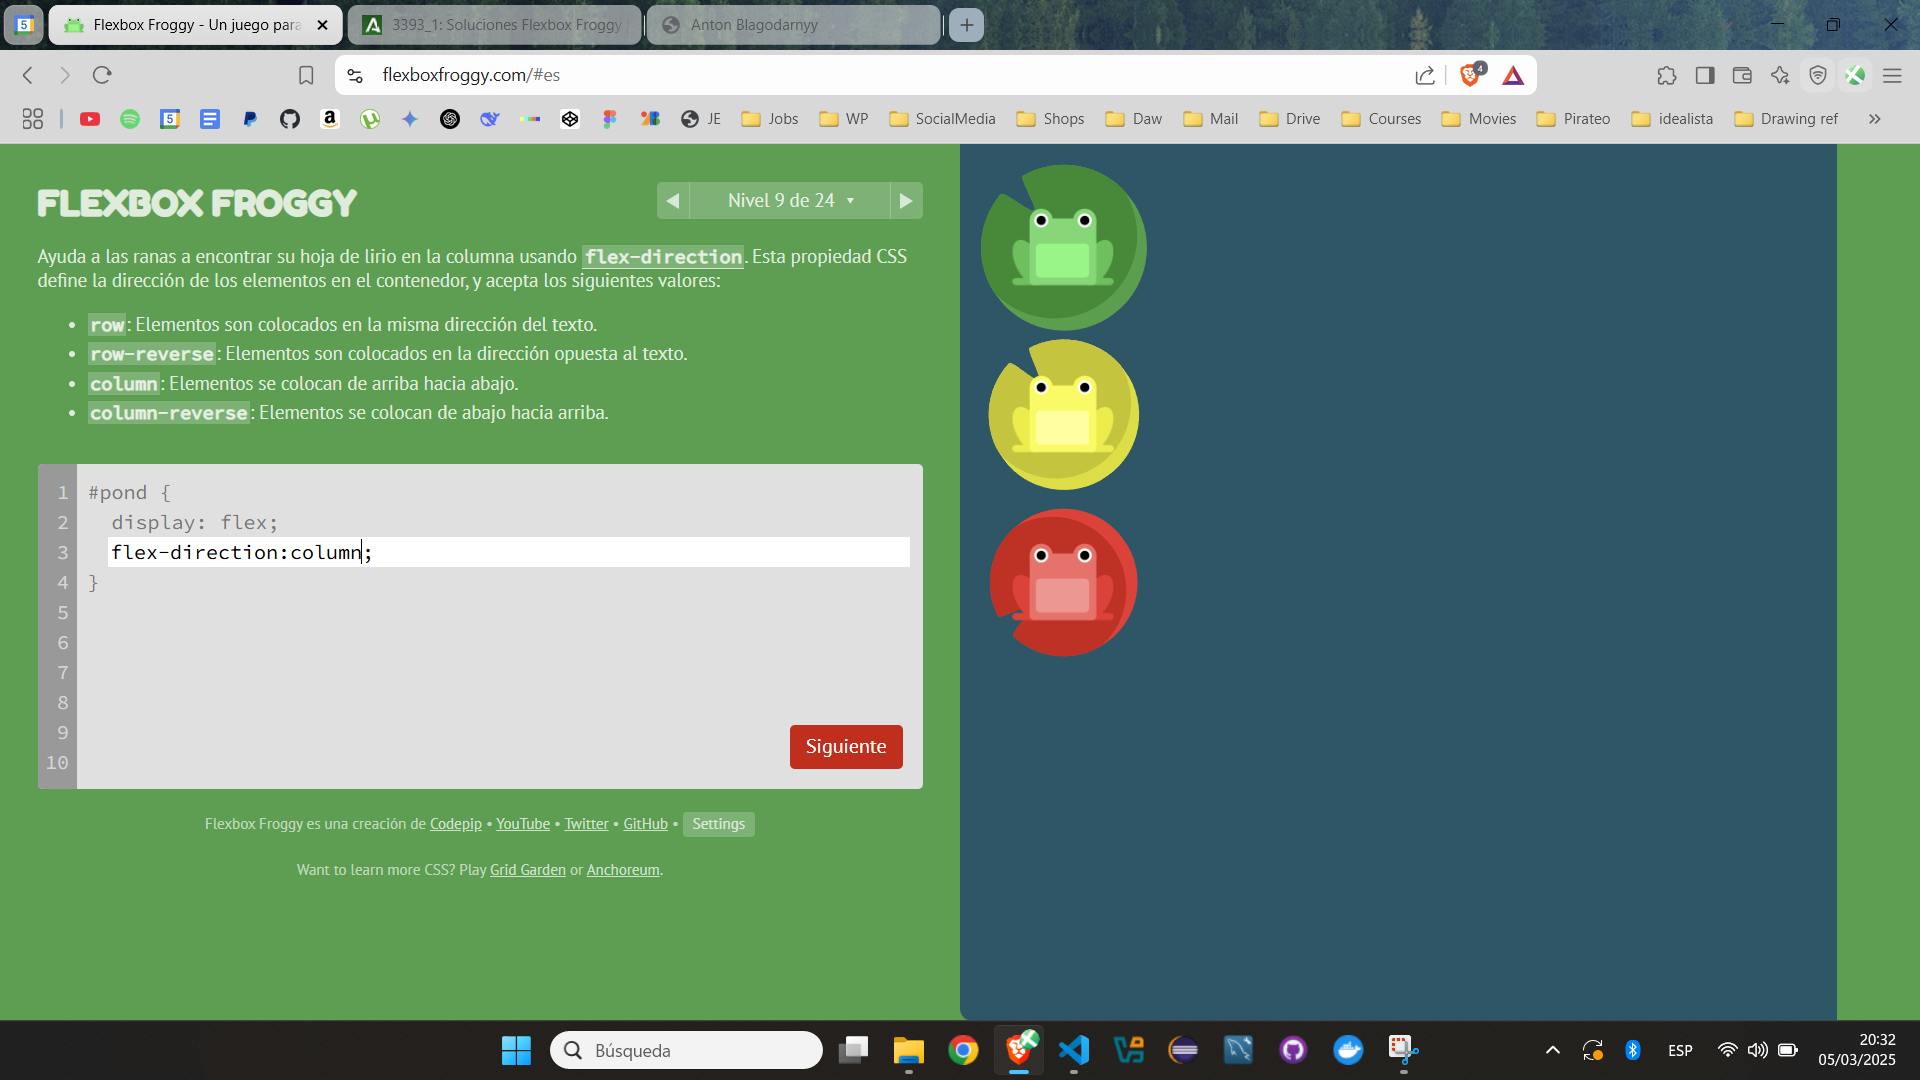 5
Flexbox Froggy - Un juego para
3393_1: Soluciones Flexbox Froggy
Anton Blagodarnyy
flexboxfroggy.com/#es
4
5
JE
Jobs
WP
SocialMedia
Shops
Daw
Mail
Drive
Courses
Movies
Pirateo
idealista
Drawing ref
FLEXBOX FROGGY
Nivel 9 de 24
Ayuda a las ranas a encontrar su hoja de lirio en la columna usando flex-direction. Esta propiedad CSS
define la dirección de los elementos en el contenedor, y acepta los siguientes valores:
• row: Elementos son colocados en la misma dirección del texto.
• row-reverse: Elementos son colocados en la dirección opuesta al texto.
• column: Elementos se colocan de arriba hacia abajo.
• column-reverse: Elementos se colocan de abajo hacia arriba.
1 #pond {
2 display: flex;
3 flex-direction:column;
4 }
5
6
7
8
9
10
Siguiente
Flexbox Froggy es una creación de Codepip • YouTube • Twitter • GitHub • Settings
Want to learn more CSS? Play Grid Garden or Anchoreum.
Búsqueda
ESP
20:32
05/03/2025